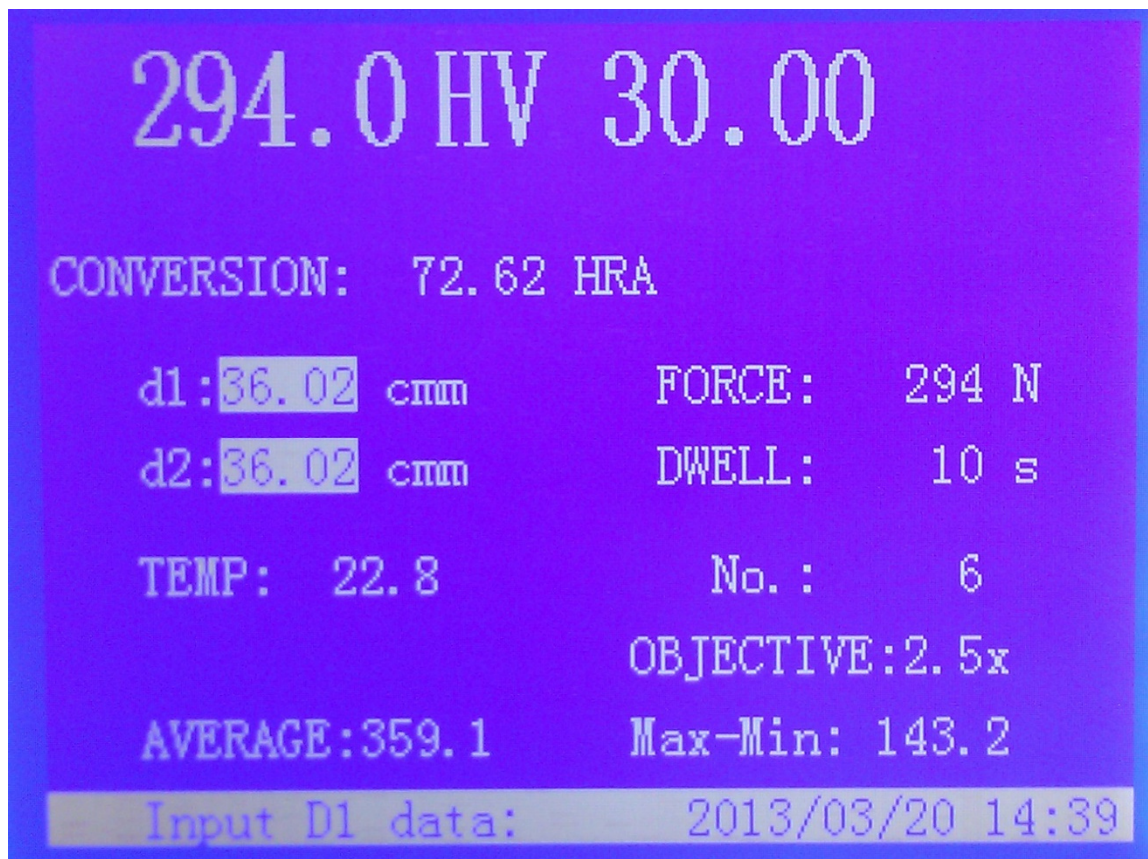 294.0 HV 30.00
CONVERSION: 72.62 HRA
d1:36.02 cmm FORCE: 294 N
d2:36.02 cmm DWELL: 10 s
TEMP: 22.8 No.: 6
OBJECTIVE:2.5x
AVERAGE:359.1 Max-Min: 143.2
Input D1 data: 2013/03/20 14:39